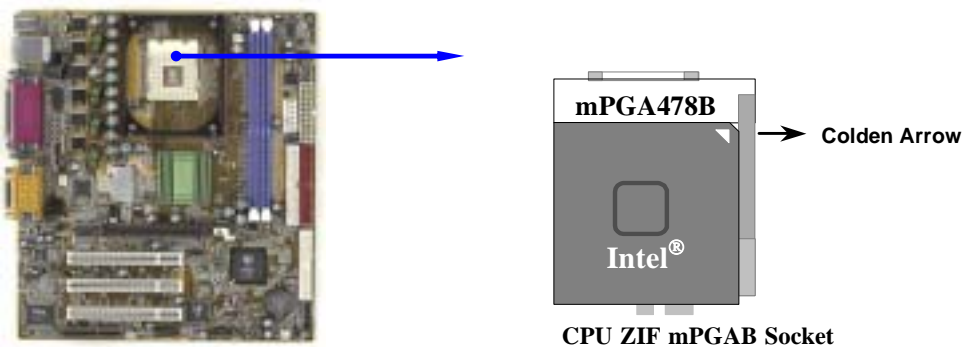 mPGA478B
Colden Arrow
Intel®
CPU ZIF mPGAB Socket